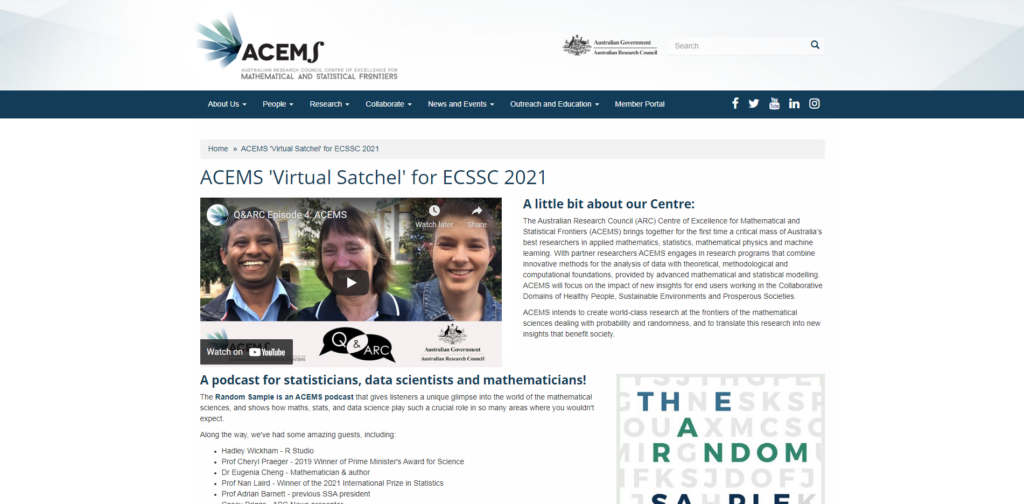 ACEMS
AUSTRALIAN RESEARCH COUNCIL CENTRE OF EXCELLENCE FOR
MATHEMATICAL AND STATISTICAL FRONTIERS
Australian Government
Australian Research Council
Search
About Us
People
Research
Collaborate
News and Events
Outreach and Education
Member Portal
Home » ACEMS 'Virtual Satchel' for ECSSC 2021
ACEMS 'Virtual Satchel' for ECSSC 2021
Q&ARC Episode 4: ACEMS
Watch later
Share
Q & ARC
Australian Government
Australian Research Council
Watch on YouTube
A little bit about our Centre:
The Australian Research Council (ARC) Centre of Excellence for Mathematical and
Statistical Frontiers (ACEMS) brings together for the first time a critical mass of Australia's
best researchers in applied mathematics, statistics, mathematical physics and machine
learning. With partner researchers ACEMS engages in research programs that combine
innovative methods for the analysis of data with theoretical, methodological and
computational foundations, provided by advanced mathematical and statistical modelling.
ACEMS will focus on the impact of new insights for end users working in the Collaborative
Domains of Healthy People, Sustainable Environments and Prosperous Societies.
ACEMS intends to create world-class research at the frontiers of the mathematical
sciences dealing with probability and randomness, and to translate this research into new
insights that benefit society.
A podcast for statisticians, data scientists and mathematicians!
The Random Sample is an ACEMS podcast that gives listeners a unique glimpse into the world of the mathematical
sciences, and shows how maths, stats, and data science play such a crucial role in so many areas where you wouldn't
expect.
Along the way, we've had some amazing guests, including:
Hadley Wickham - R Studio
Prof Cheryl Praeger - 2019 Winner of Prime Minister's Award for Science
Dr Eugenia Cheng - Mathematician & author
Prof Nan Laird - Winner of the 2021 International Prize in Statistics
Prof Adrian Barnett - previous SSA president
THE
RANDOM
SAMPLE